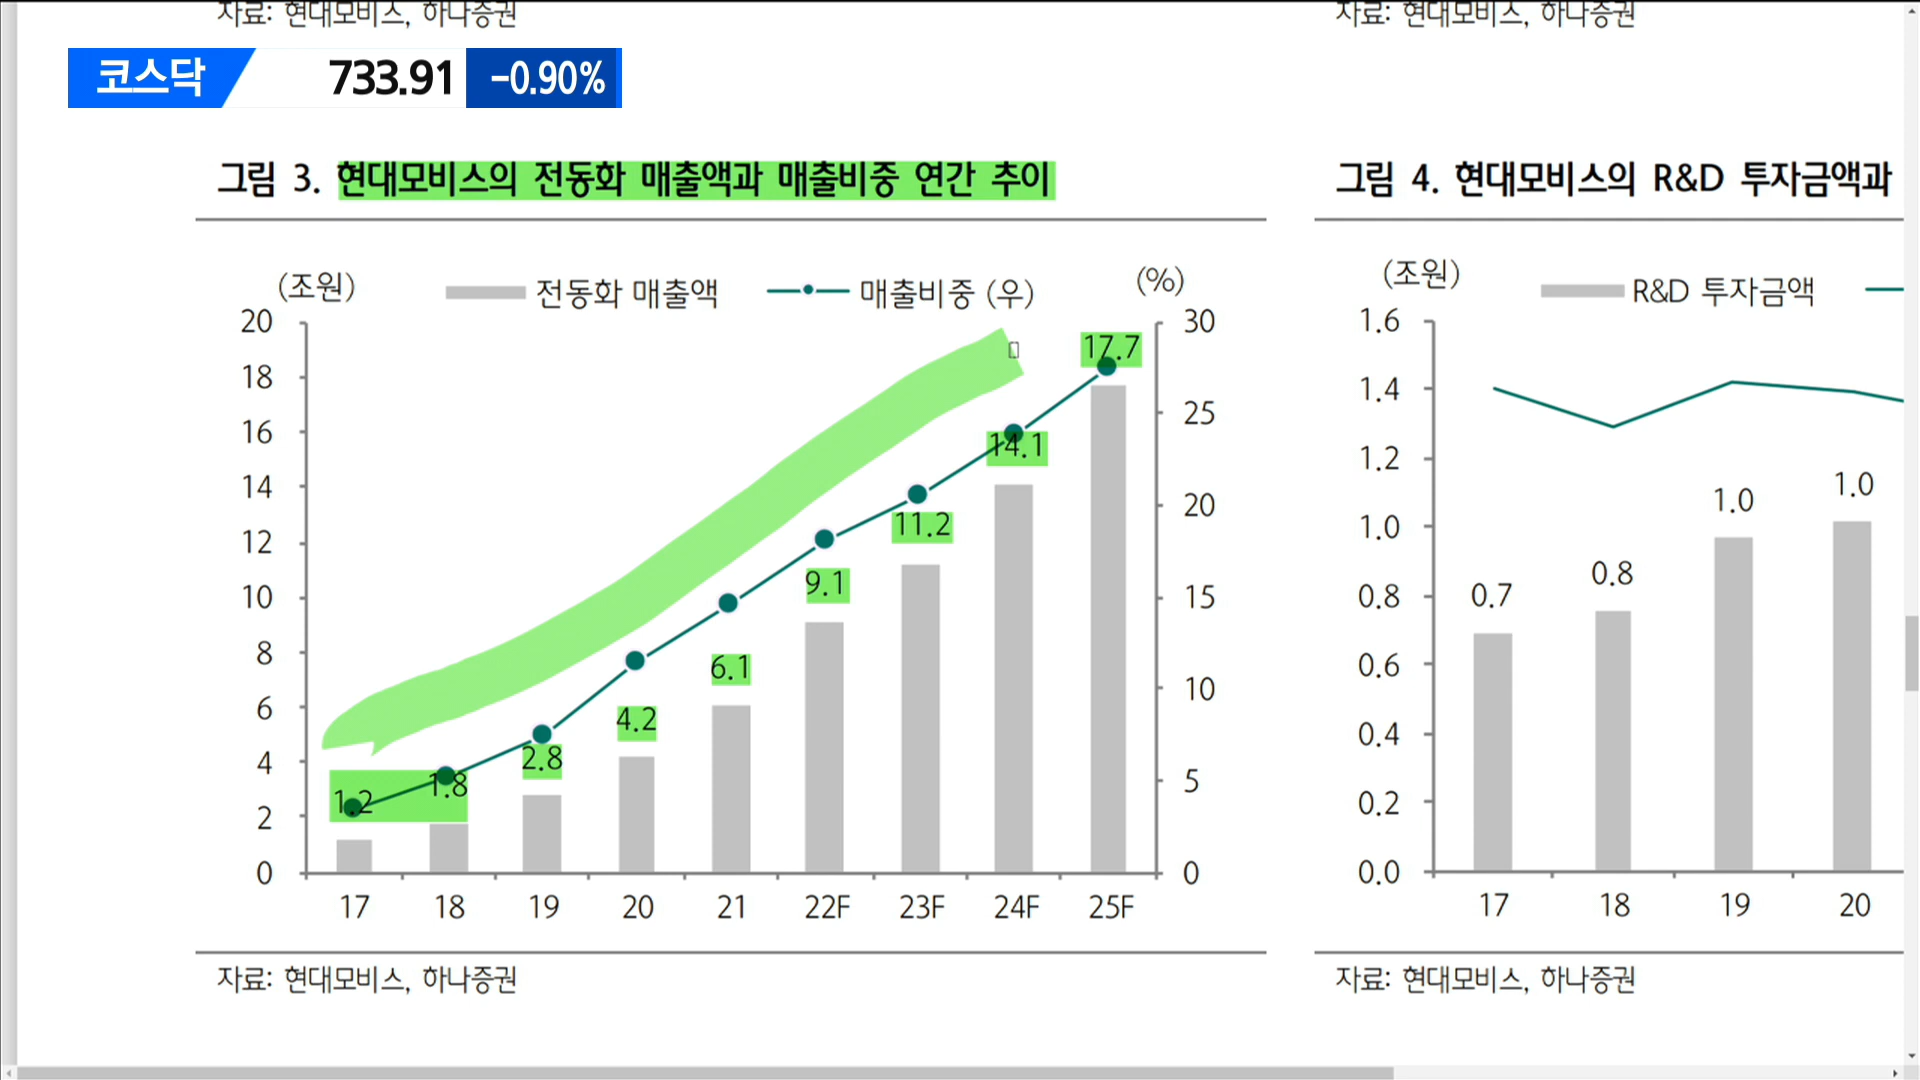 자료: 현대모비스, 하나증권
자료: 현대모비스, 하나증권
코스닥 733.91 -0.90%
그림 3. 현대모비스의 전동화 매출액과 매출비중 연간 추이
(조원)
전동화 매출액
매출비중 (우)
(%)
20
18
16
14
12
10
8
6
4
2
0
30
25
20
15
10
5
0
1.2
1.8
2.8
4.2
6.1
9.1
11.2
14.1
17.7
17 18 19 20 21 22F 23F 24F 25F
자료: 현대모비스, 하나증권
그림 4. 현대모비스의 R&D 투자금액과
(조원)
R&D 투자금액
1.6
1.4
1.2
1.0
0.8
0.6
0.4
0.2
0.0
0.7
0.8
1.0
1.0
17 18 19 20
자료: 현대모비스, 하나증권